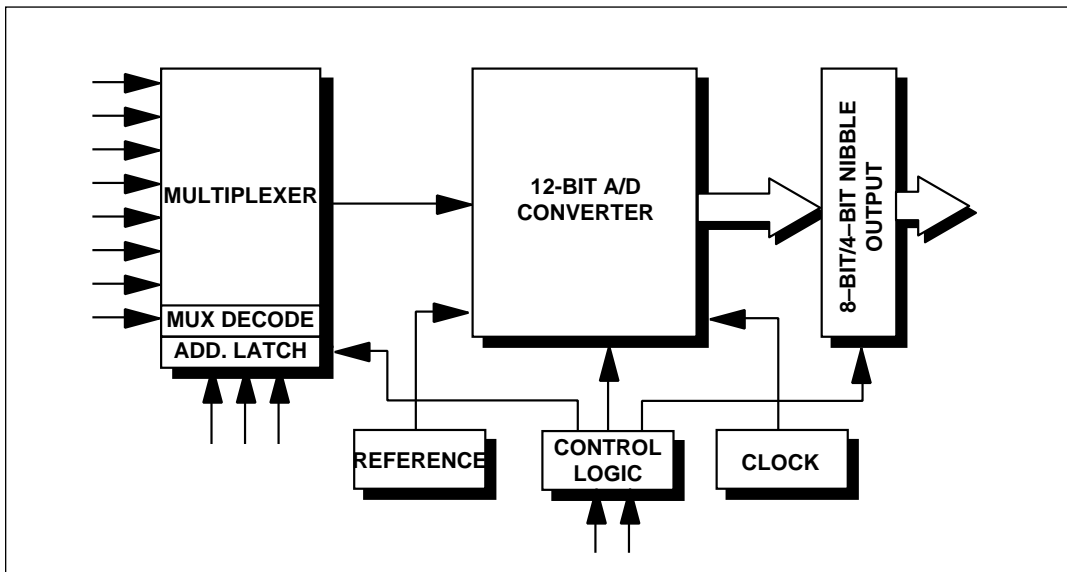 MULTIPLEXER
MUX DECODE
ADD. LATCH
12-BIT A/D
CONVERTER
8–BIT/4–BIT NIBBLE
OUTPUT
REFERENCE
CONTROL
LOGIC
CLOCK